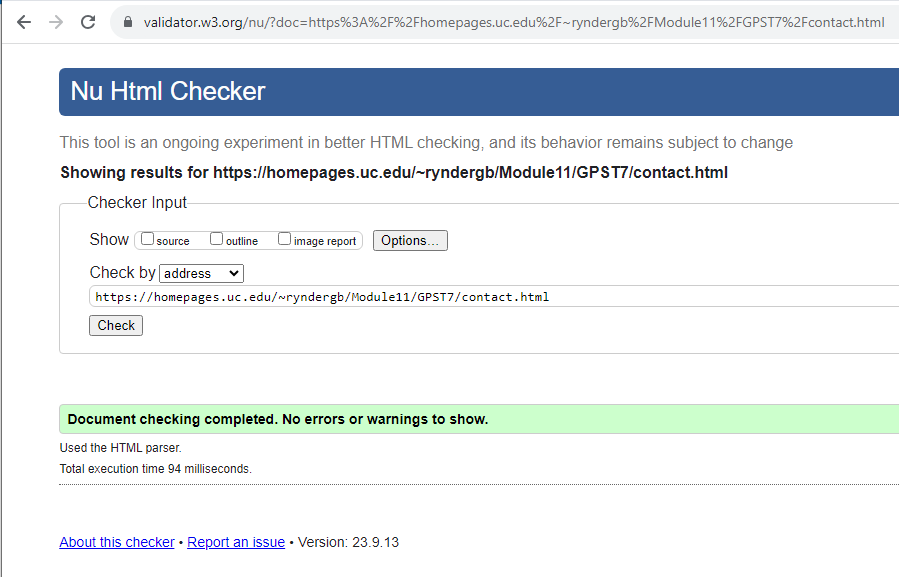 validator.w3.org/nu/?doc=https%3A%2F%2Fhomepages.uc.edu%2F~ryndergb%2FModule11%2FGPST7%2Fcontact.html
Nu Html Checker
This tool is an ongoing experiment in better HTML checking, and its behavior remains subject to change
Showing results for https://homepages.uc.edu/~ryndergb/Module11/GPST7/contact.html
Checker Input
Show source outline image report Options...
Check by address
https://homepages.uc.edu/~ryndergb/Module11/GPST7/contact.html
Check
Document checking completed. No errors or warnings to show.
Used the HTML parser.
Total execution time 94 milliseconds.
About this checker • Report an issue • Version: 23.9.13